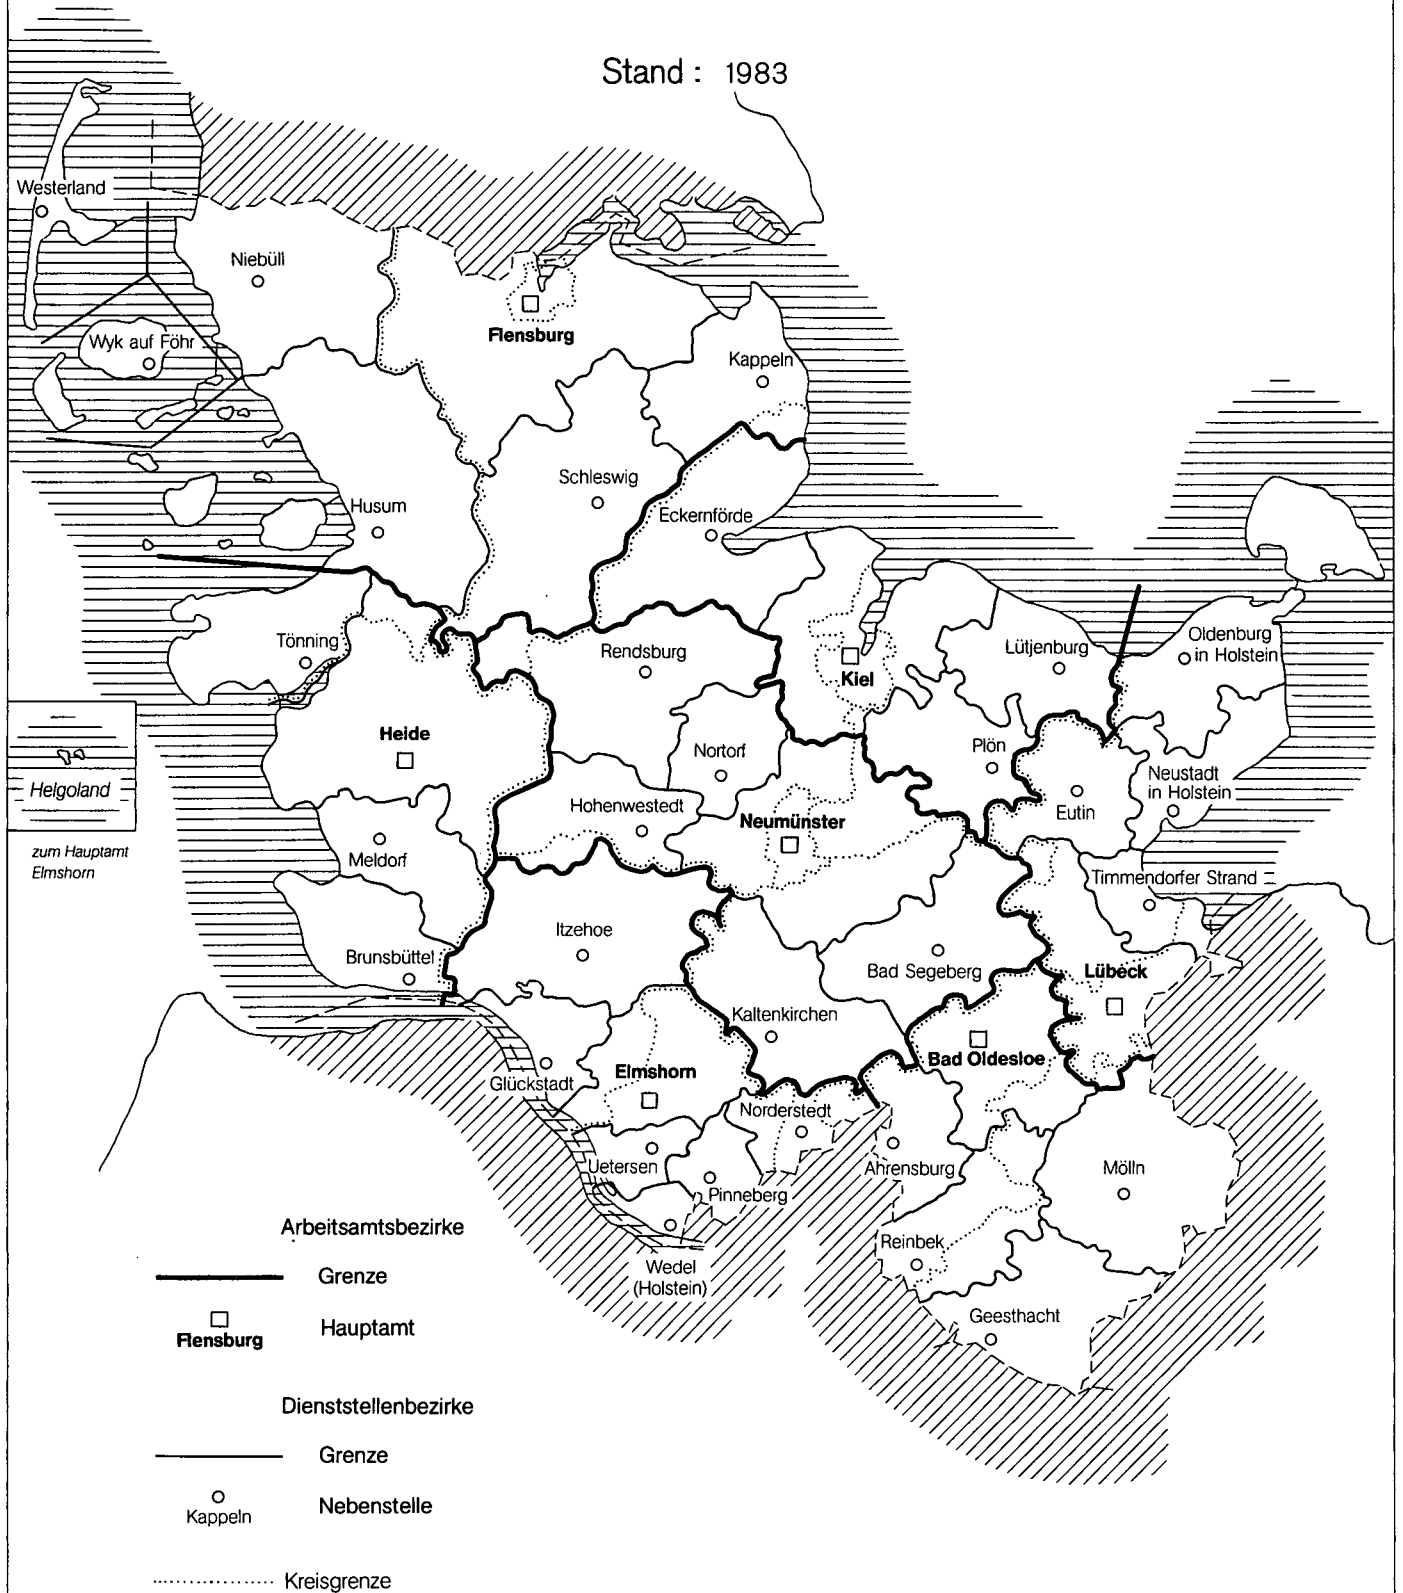 Stand : 1983
Westerland
Niebüll
Flensburg
Wyk auf Föhr
Kappeln
Schleswig
Husum
Eckernförde
Tönning
Rendsburg
Kiel
Lütjenburg
Oldenburg
in Holstein
Heide
Nortorf
Plön
Helgoland
Neustadt
in Holstein
Hohenwestedt
Neumünster
Eutin
zum Hauptamt
Elmshorn
Meldorf
Timmendorfer Strand
Itzehoe
Brunsbüttel
Bad Segeberg
Lübeck
Kaltenkirchen
Bad Oldesloe
Glückstadt
Elmshorn
Norderstedt
Uetersen
Pinneberg
Ahrensburg
Mölln
Reinbek
Wedel
(Holstein)
Geesthacht
Arbeitsamtsbezirke
Grenze
Flensburg
Hauptamt
Dienststellenbezirke
Grenze
Kappeln
Nebenstelle
Kreisgrenze